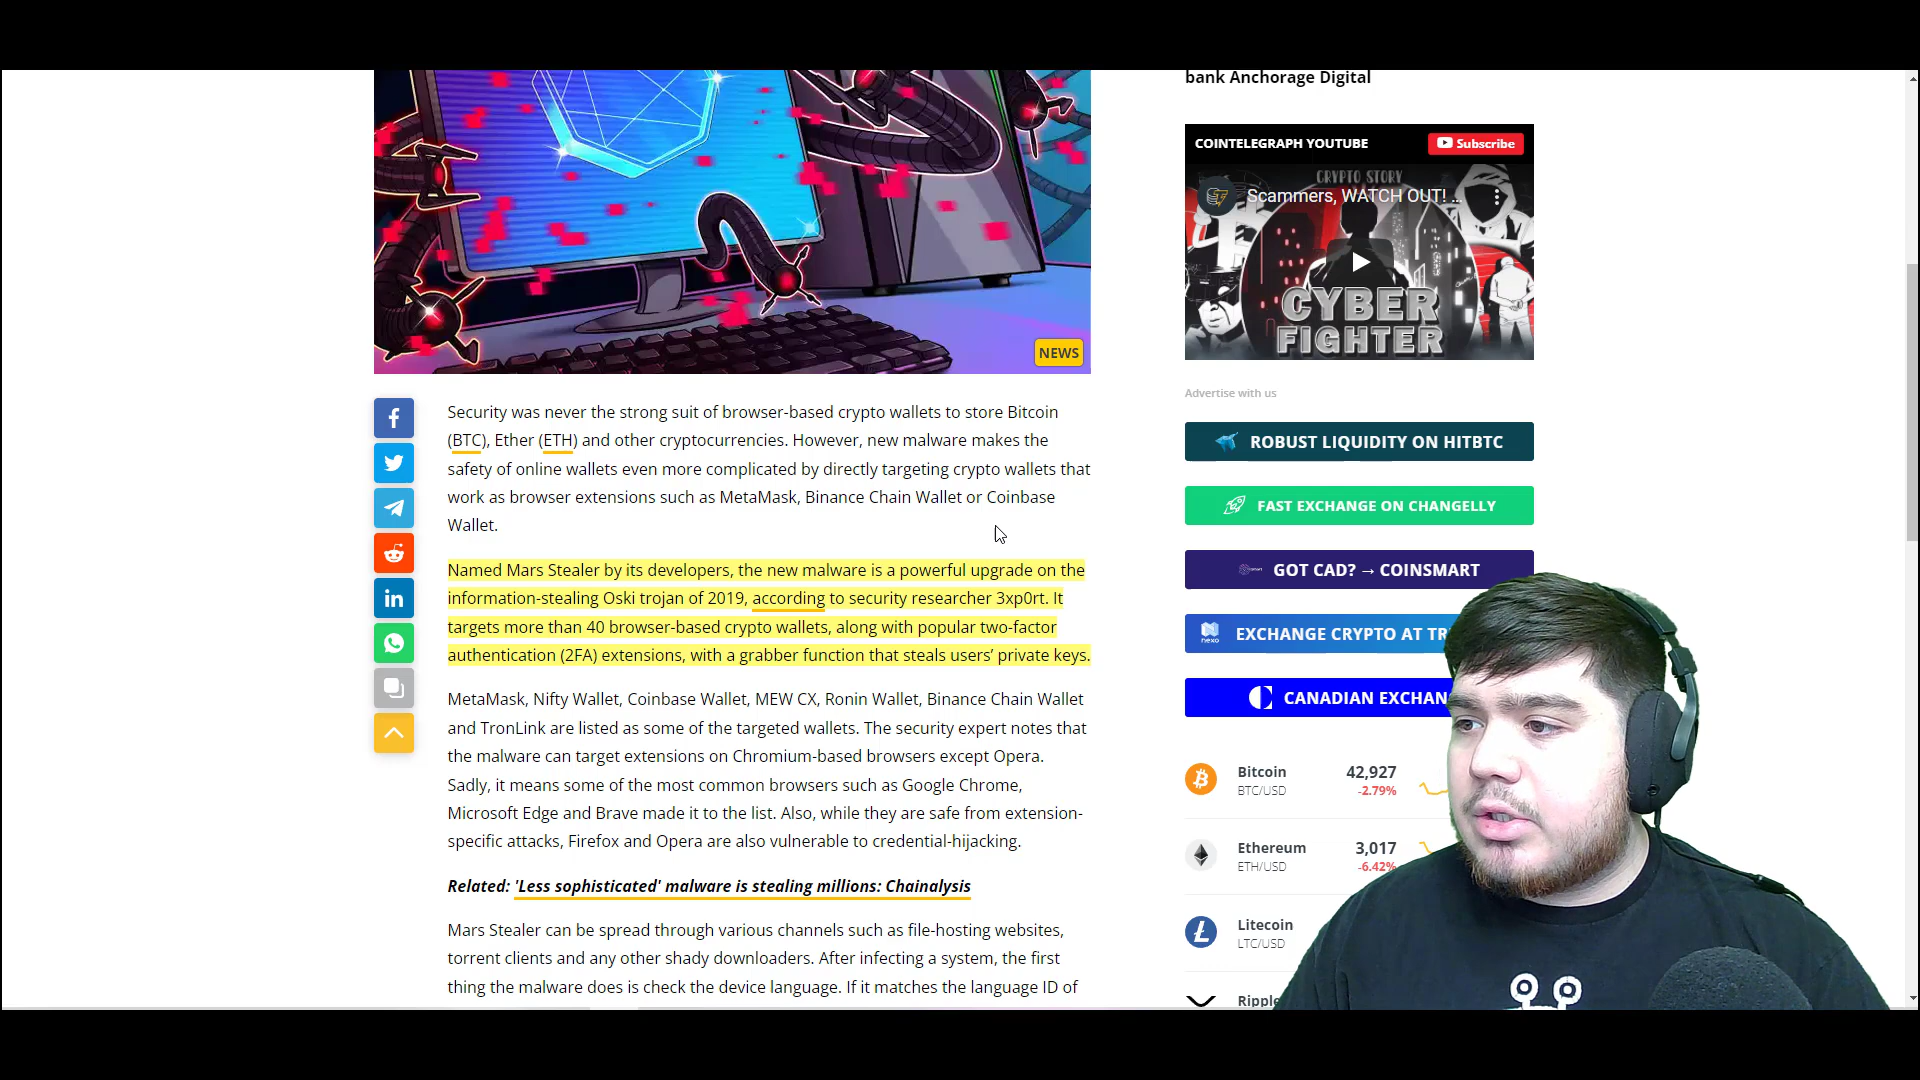 bank Anchorage Digital
COINTELEGRAPH YOUTUBE
Subscribe
CRYPTO STORY
Scammers, WATCH OUT! ...
CYBER
FIGHTER
NEWS
Advertise with us
Security was never the strong suit of browser-based crypto wallets to store Bitcoin
(BTC), Ether (ETH) and other cryptocurrencies. However, new malware makes the
safety of online wallets even more complicated by directly targeting crypto wallets that
work as browser extensions such as MetaMask, Binance Chain Wallet or Coinbase
Wallet.
Named Mars Stealer by its developers, the new malware is a powerful upgrade on the
information-stealing Oski trojan of 2019, according to security researcher 3xp0rt. It
targets more than 40 browser-based crypto wallets, along with popular two-factor
authentication (2FA) extensions, with a grabber function that steals users’ private keys.
MetaMask, Nifty Wallet, Coinbase Wallet, MEW CX, Ronin Wallet, Binance Chain Wallet
and TronLink are listed as some of the targeted wallets. The security expert notes that
the malware can target extensions on Chromium-based browsers except Opera.
Sadly, it means some of the most common browsers such as Google Chrome,
Microsoft Edge and Brave made it to the list. Also, while they are safe from extension-
specific attacks, Firefox and Opera are also vulnerable to credential-hijacking.
Related: 'Less sophisticated' malware is stealing millions: Chainalysis
Mars Stealer can be spread through various channels such as file-hosting websites,
torrent clients and any other shady downloaders. After infecting a system, the first
thing the malware does is check the device language. If it matches the language ID of
ROBUST LIQUIDITY ON HITBTC
FAST EXCHANGE ON CHANGELLY
GOT CAD? → COINSMART
nexo EXCHANGE CRYPTO AT TR
CANADIAN EXCHAN
Bitcoin 42,927
BTC/USD -2.79%
Ethereum 3,017
ETH/USD -6.42%
Litecoin
LTC/USD
Ripple